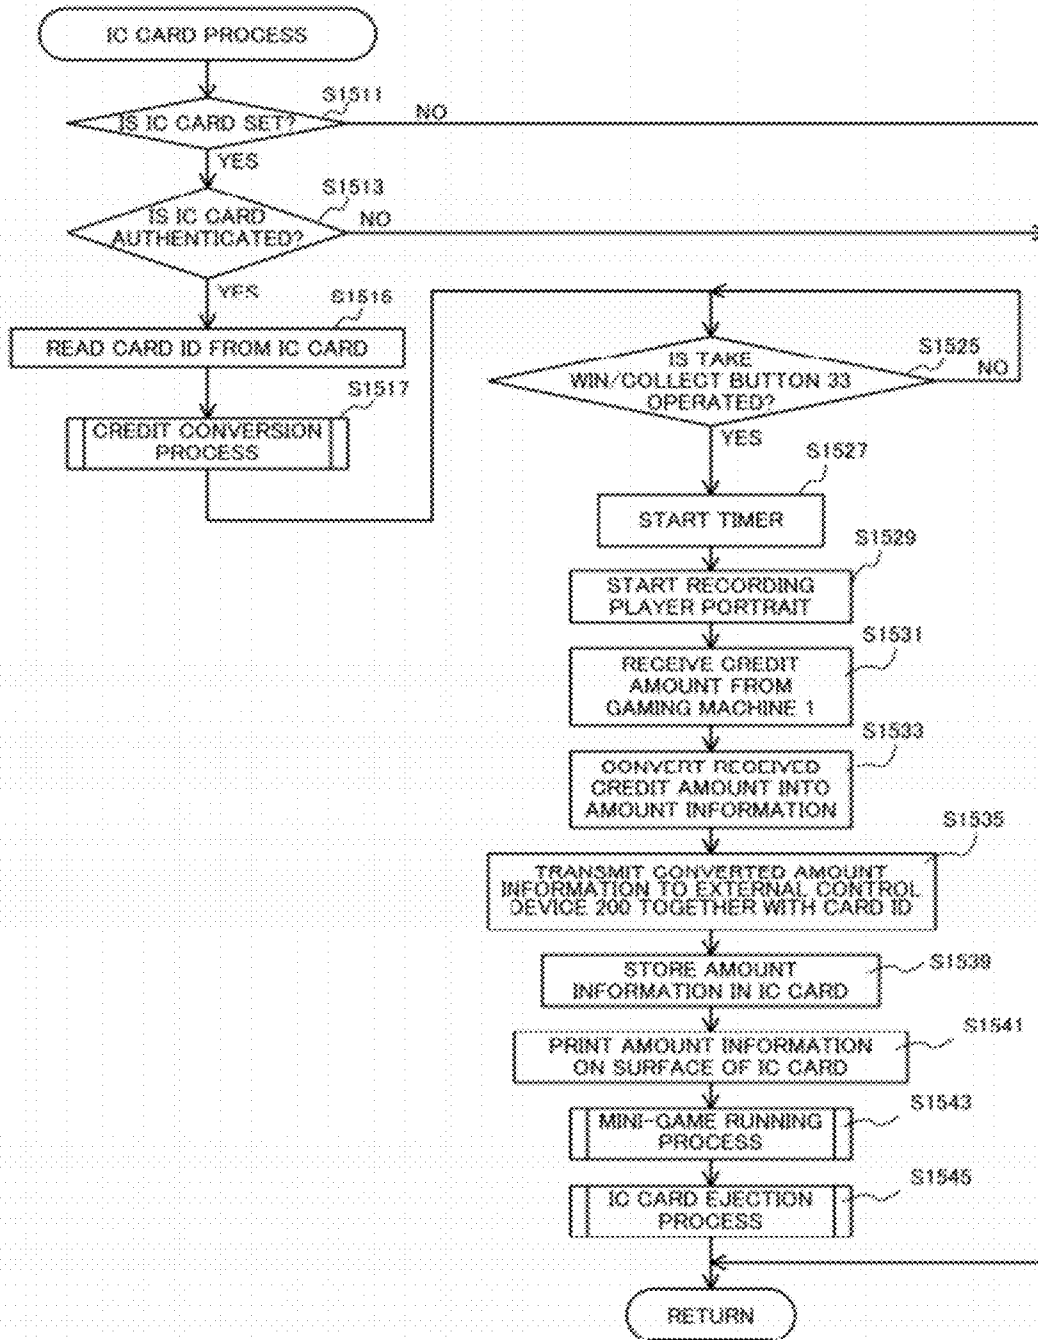 IC CARD PROCESS
S1511
IS IC CARD SET?
NO
YES
S1513
IS IC CARD
AUTHENTICATED?
NO
YES
S1516
READ CARD ID FROM IC CARD
S1517
CREDIT CONVERSION
PROCESS
S1525
IS TAKE
WIN/COLLECT BUTTON 33
OPERATED?
NO
YES
S1527
START TIMER
S1529
START RECORDING
PLAYER PORTRAIT
S1531
RECEIVE CREDIT
AMOUNT FROM
GAMING MACHINE 1
S1533
CONVERT RECEIVED
CREDIT AMOUNT INTO
AMOUNT INFORMATION
S1535
TRANSMIT CONVERTED AMOUNT
INFORMATION TO EXTERNAL CONTROL
DEVICE 200 TOGETHER WITH CARD ID
S1539
STORE AMOUNT
INFORMATION IN IC CARD
S1541
PRINT AMOUNT INFORMATION
ON SURFACE OF IC CARD
S1543
MINI-GAME RUNNING
PROCESS
S1545
IC CARD EJECTION
PROCESS
RETURN